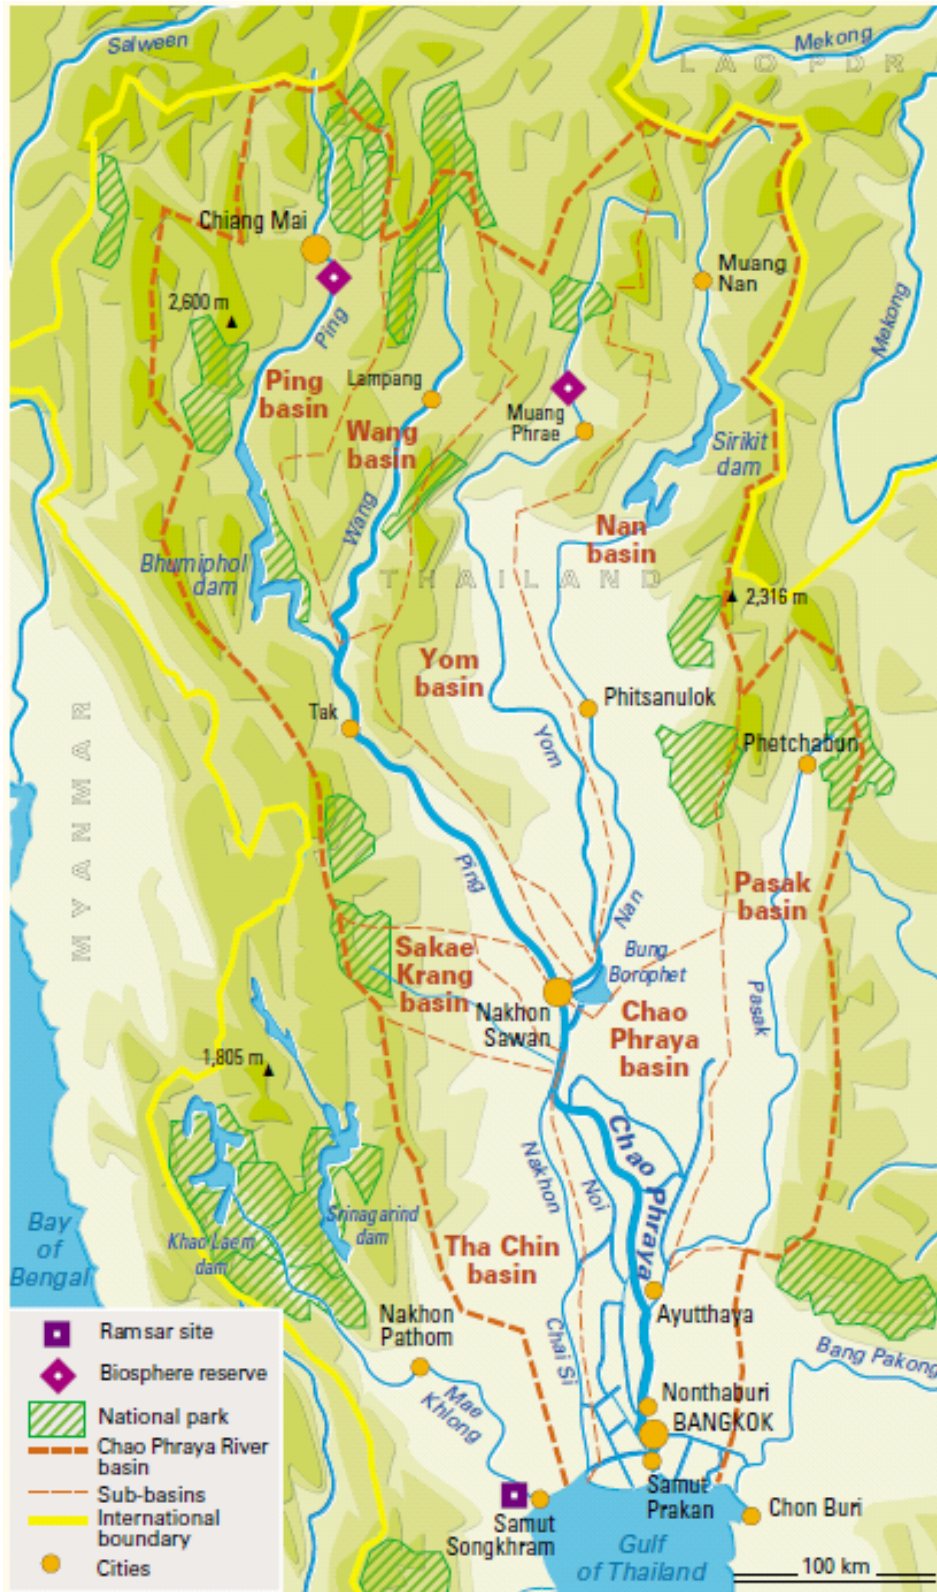 Salween
Mekong
LAO PDR
Chiang Mai
Muang
Nan
2,600 m
Ping
Mekong
Lampang
Ping
basin
Muang
Phrae
Wang
basin
Sirikit
dam
Wang
Nan
basin
Bhumiphol
dam
THAILAND
2,316 m
Yom
basin
Phitsanulok
Tak
Yom
Phetchabun
MYANMAR
Ping
Pasak
basin
Nan
Sakae
Krang
basin
Bung
Borophet
Nakhon
Sawan
Chao
Phraya
basin
Pasak
1,805 m
Chao Phraya
Nakhon
Noi
Bay
of
Bengal
Khao Laem
dam
Srinagarind
dam
Tha Chin
basin
Nakhon
Pathom
Ayutthaya
Chai Si
Bang Pakong
Mae
Khlong
Nonthaburi
BANGKOK
Samut
Prakan
Samut
Songkhram
Chon Buri
Gulf
of Thailand
100 km
Ramsar site
Biosphere reserve
National park
Chao Phraya River
basin
Sub-basins
International
boundary
Cities